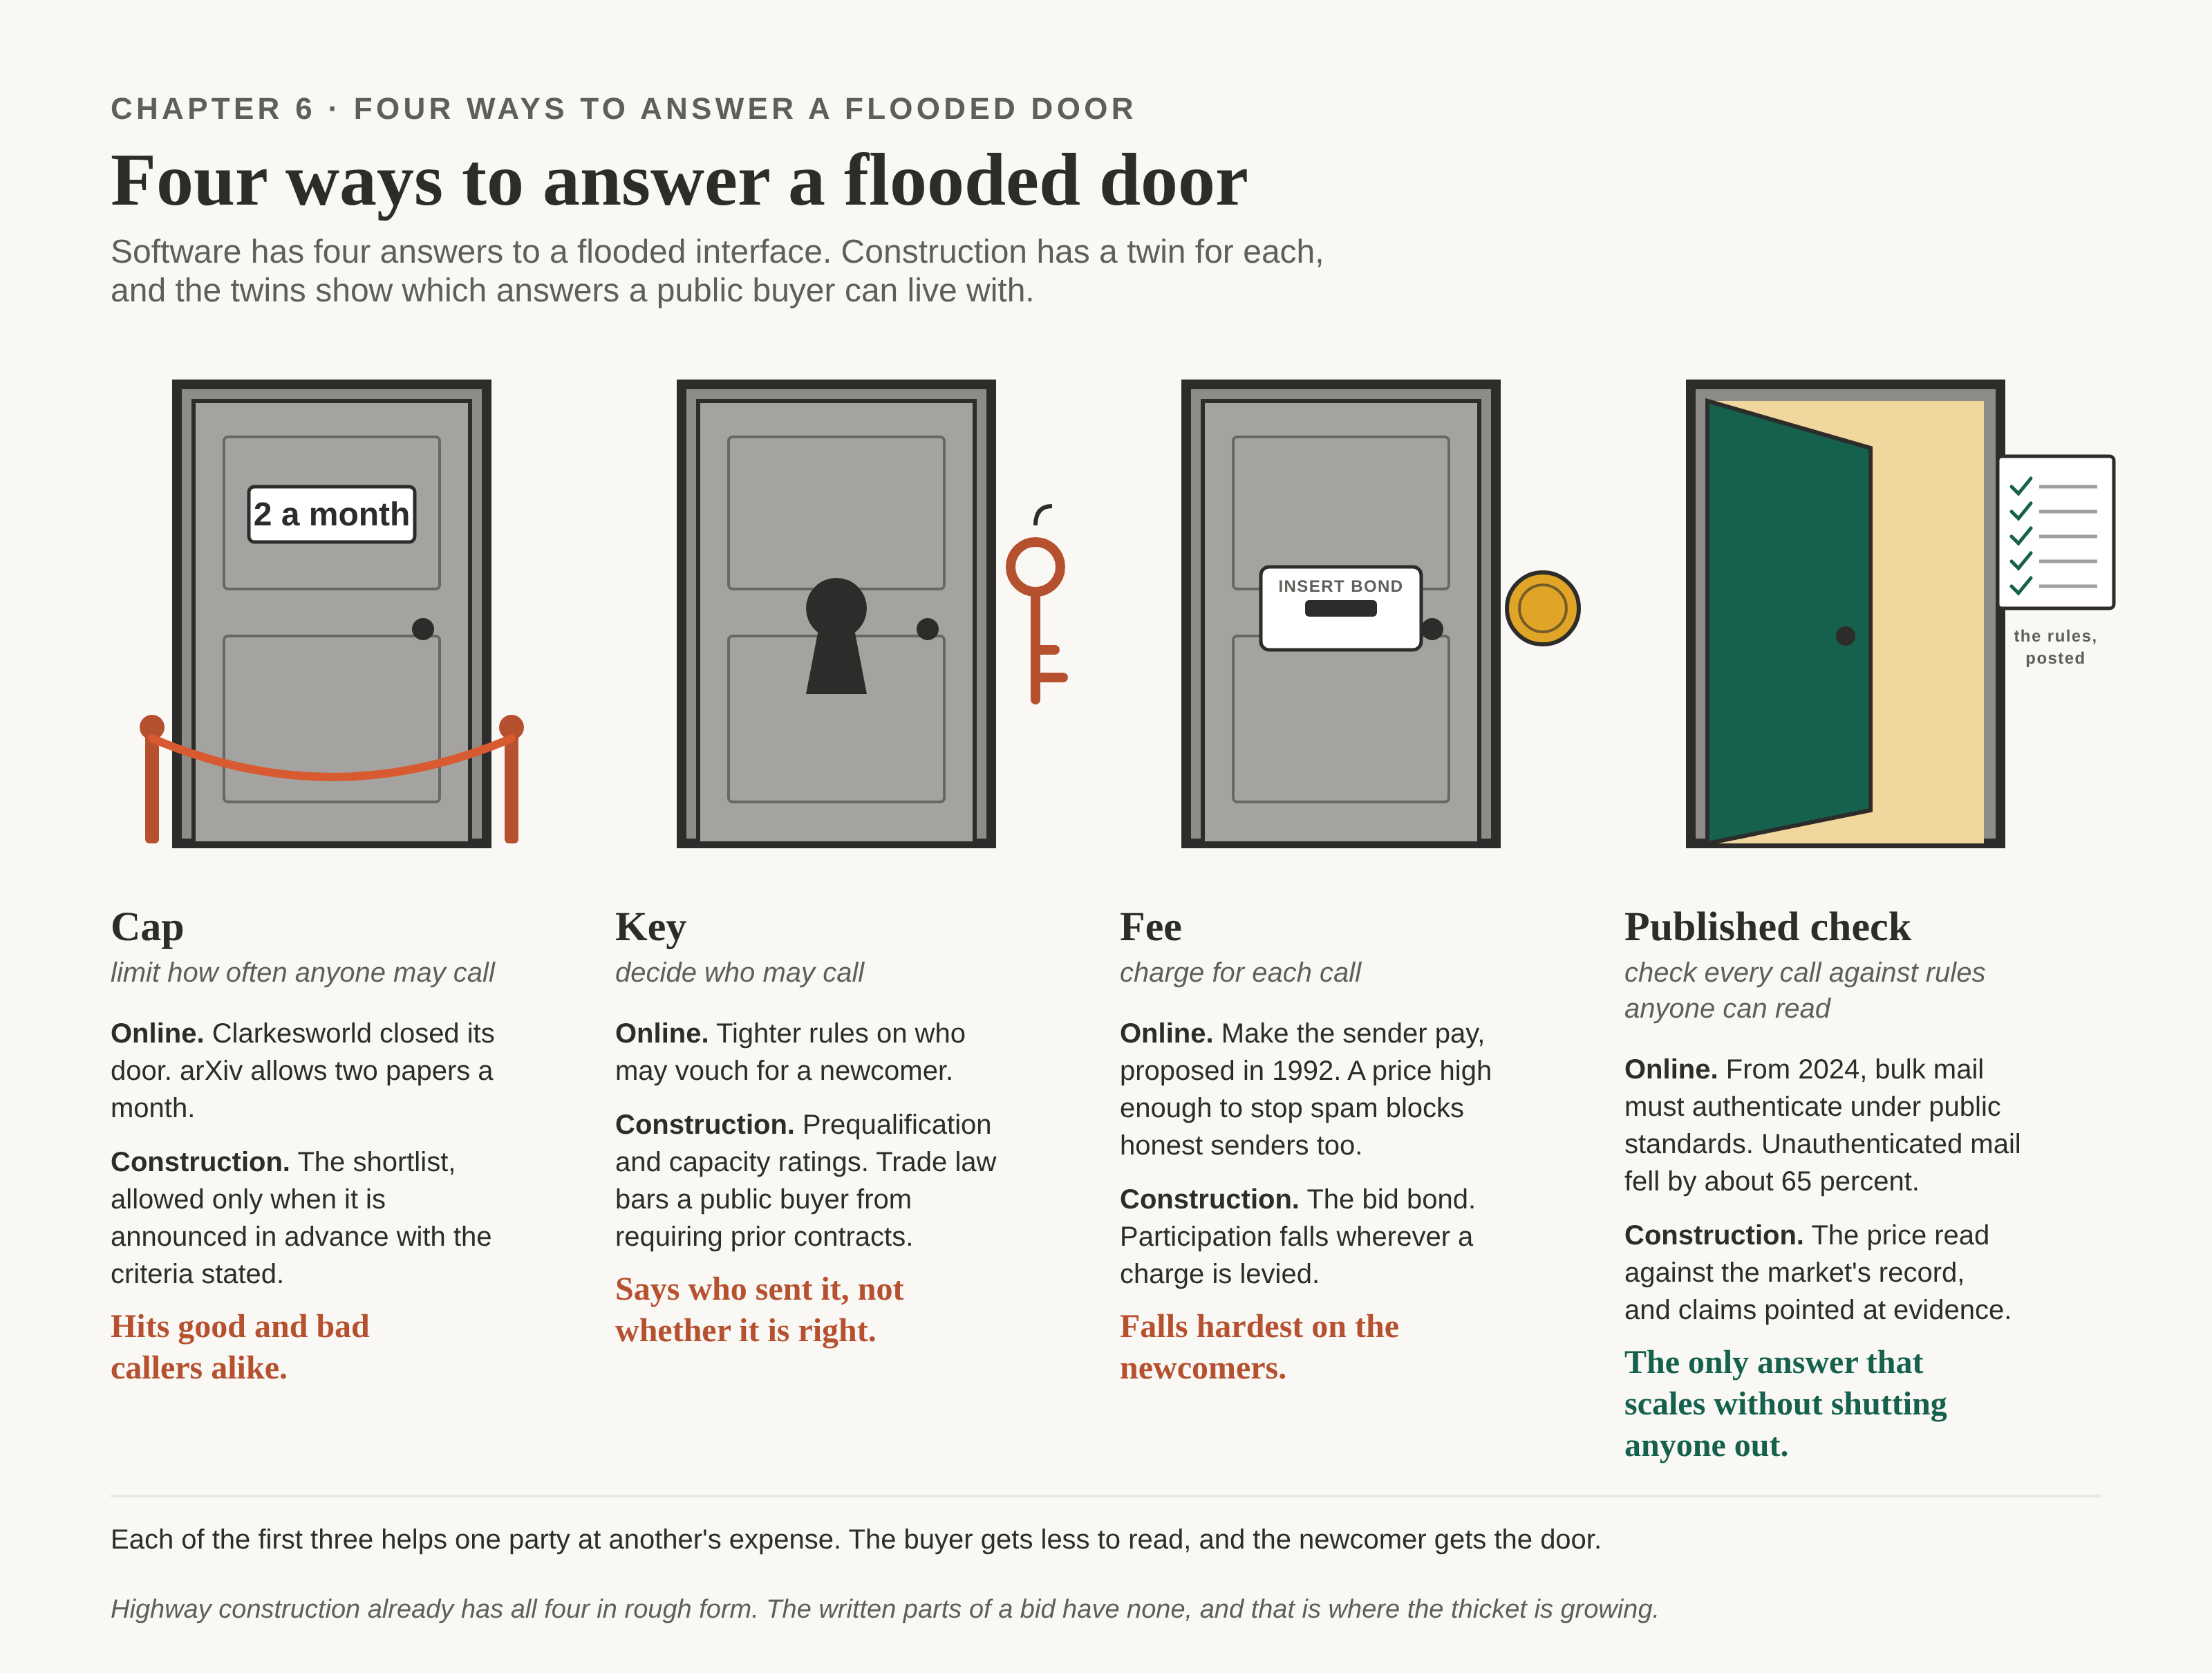 CHAPTER 6 · FOUR WAYS TO ANSWER A FLOODED DOOR
Four ways to answer a flooded door
Software has four answers to a flooded interface. Construction has a twin for each,
and the twins show which answers a public buyer can live with.
2 a month
INSERT BOND
the rules,
posted
Cap
limit how often anyone may call
Online. Clarkesworld closed its
door. arXiv allows two papers a
month.
Construction. The shortlist,
allowed only when it is
announced in advance with the
criteria stated.
Hits good and bad
callers alike.
Key
decide who may call
Online. Tighter rules on who
may vouch for a newcomer.
Construction. Prequalification
and capacity ratings. Trade law
bars a public buyer from
requiring prior contracts.
Says who sent it, not
whether it is right.
Fee
charge for each call
Online. Make the sender pay,
proposed in 1992. A price high
enough to stop spam blocks
honest senders too.
Construction. The bid bond.
Participation falls wherever a
charge is levied.
Falls hardest on the
newcomers.
Published check
check every call against rules
anyone can read
Online. From 2024, bulk mail
must authenticate under public
standards. Unauthenticated mail
fell by about 65 percent.
Construction. The price read
against the market's record,
and claims pointed at evidence.
The only answer that
scales without shutting
anyone out.
Each of the first three helps one party at another's expense. The buyer gets less to read, and the newcomer gets the door.
Highway construction already has all four in rough form. The written parts of a bid have none, and that is where the thicket is growing.